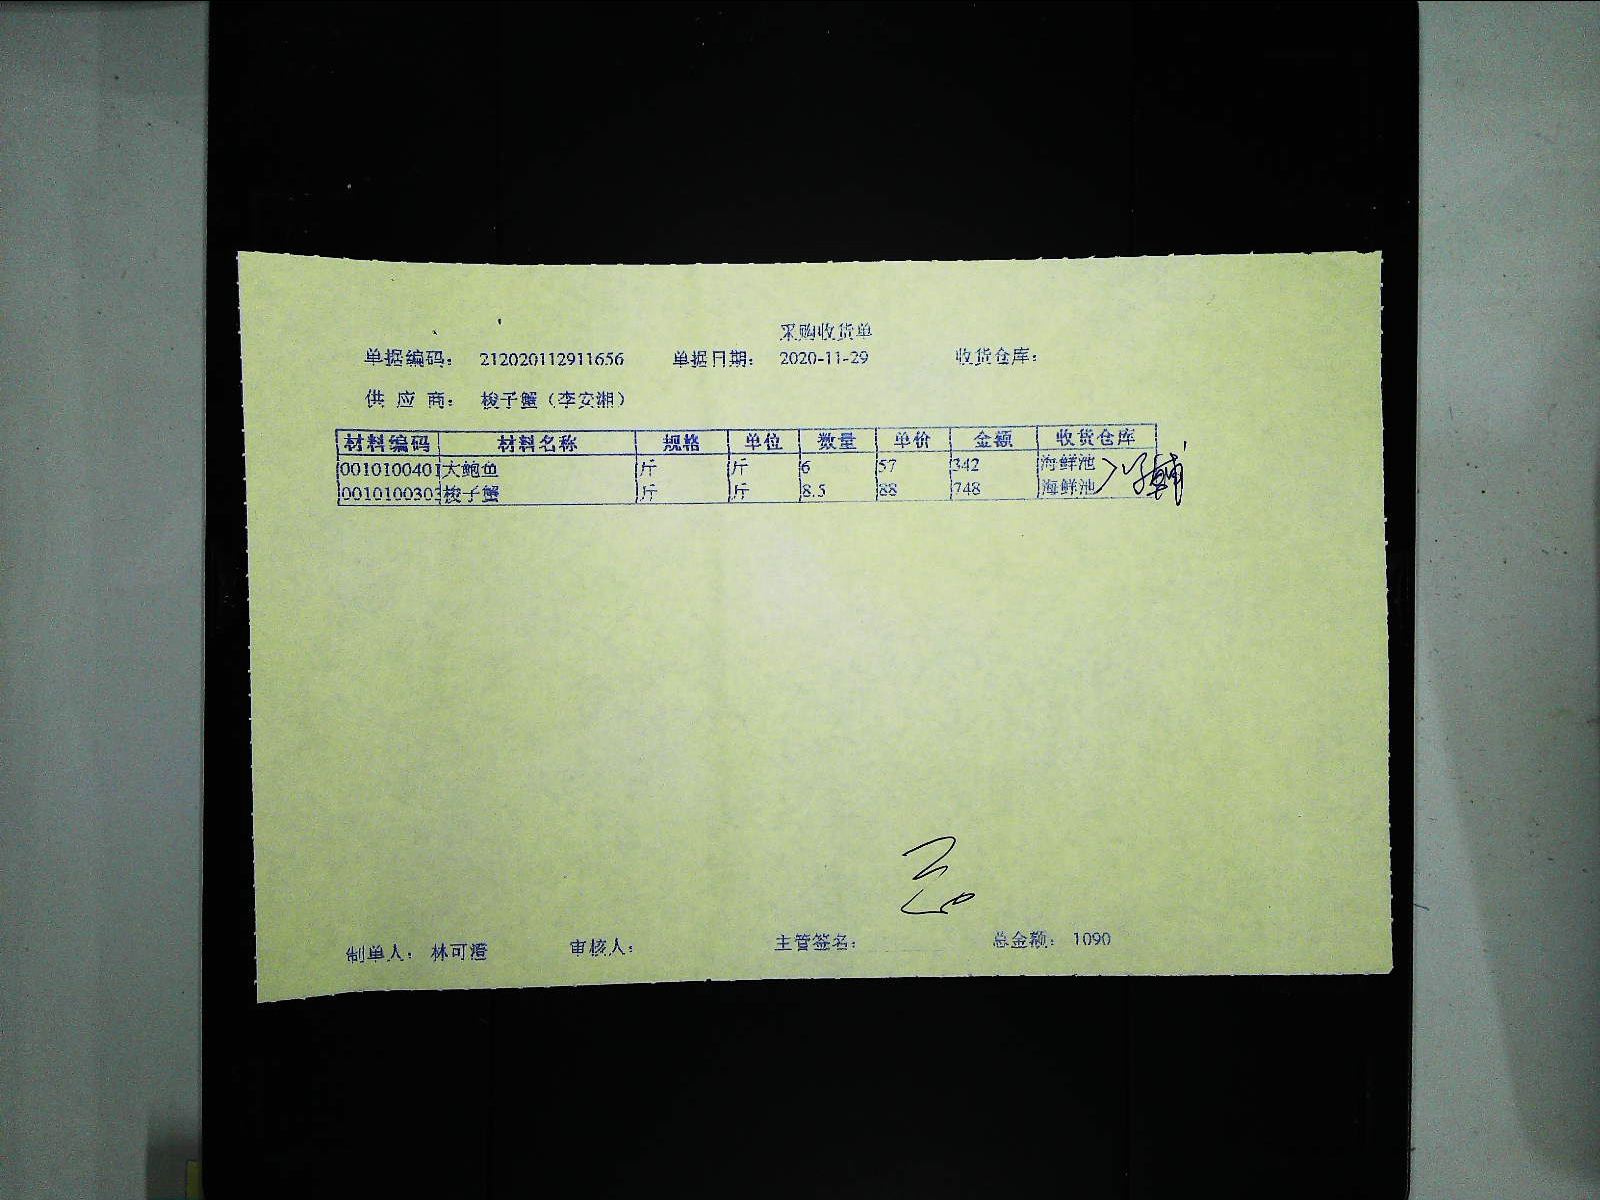 采购收货单
单据编码： 212020112911656 单据日期： 2020-11-29 收货仓库：
供 应 商： 梭子蟹（李安湘）
材料编码 材料名称 规格 单位 数量 单价 金额 收货仓库
0010100401 大鲍鱼 斤 斤 6 57 342 海鲜池
0010100303 梭子蟹 斤 斤 8.5 88 748 海鲜池
制单人： 林可澄 审核人： 主管签名： 总金额： 1090